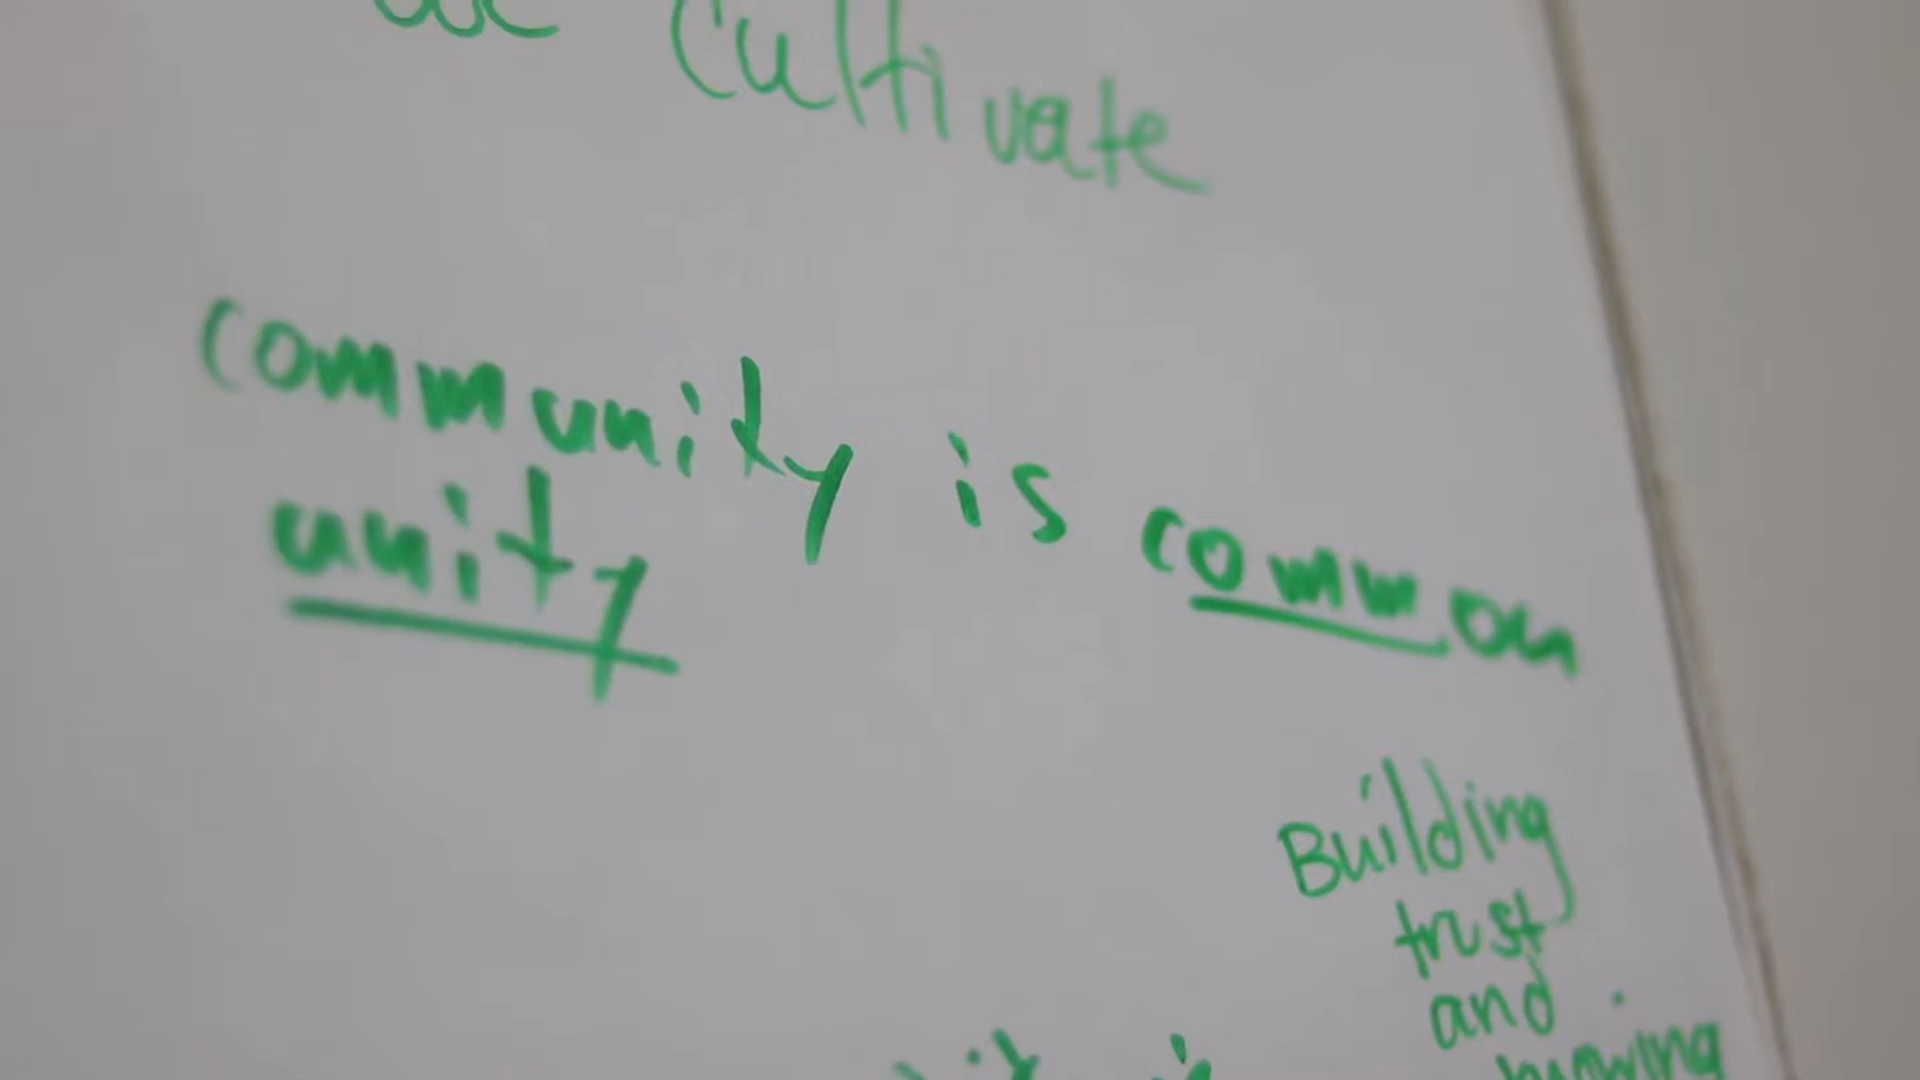 Cultivate
community is common
unity
Building
trust
and